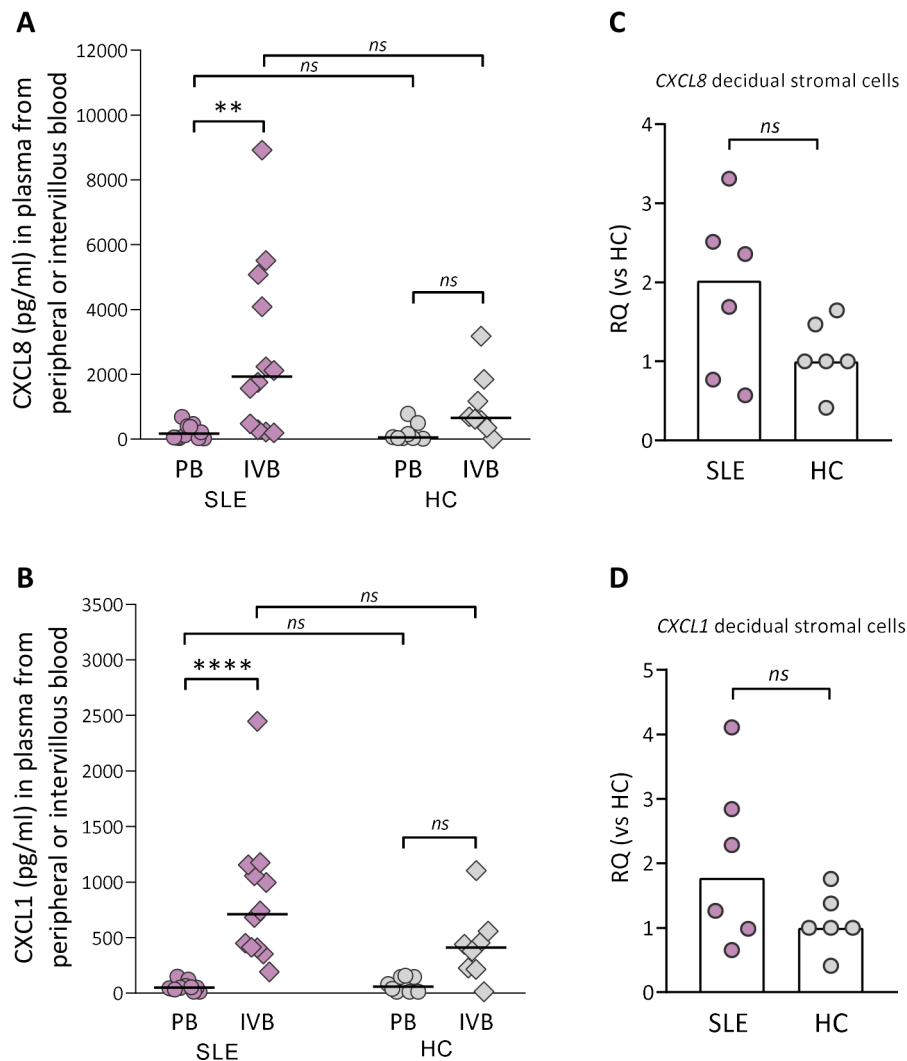 A
CXCL8 (pg/ml) in plasma from
peripheral or intervillous blood
12000
10000
8000
6000
4000
2000
0
ns
ns
**
ns
PB
IVB
PB
IVB
SLE
HC
C
CXCL8 decidual stromal cells
RQ (vs HC)
4
3
2
1
0
ns
SLE
HC
B
CXCL1 (pg/ml) in plasma from
peripheral or intervillous blood
3500
3000
2500
2000
1500
1000
500
0
ns
ns
****
ns
PB
IVB
PB
IVB
SLE
HC
D
CXCL1 decidual stromal cells
RQ (vs HC)
5
4
3
2
1
0
ns
SLE
HC